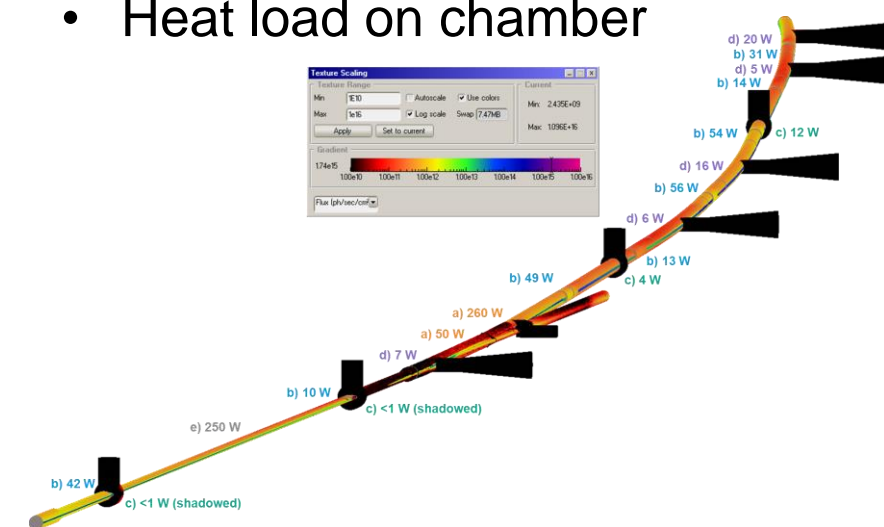 • Heat load on chamber
Texture Scaling
Texture Range
Min 1E10 Autoscale Use colors
Max 1e16 Log scale Swap 7.47MB
Apply Set to current
Current
Min: 2.435E+09
Max: 1.096E+16
Gradient
1.74e15
1.00e10 1.00e11 1.00e12 1.00e13 1.00e14 1.00e15 1.00e16
Flux (ph/sec/cm²
d) 20 W
b) 31 W
d) 5 W
b) 14 W
b) 54 W
c) 12 W
d) 16 W
b) 56 W
d) 6 W
b) 13 W
c) 4 W
b) 49 W
a) 260 W
a) 50 W
d) 7 W
b) 10 W
c) <1 W (shadowed)
e) 250 W
b) 42 W
c) <1 W (shadowed)